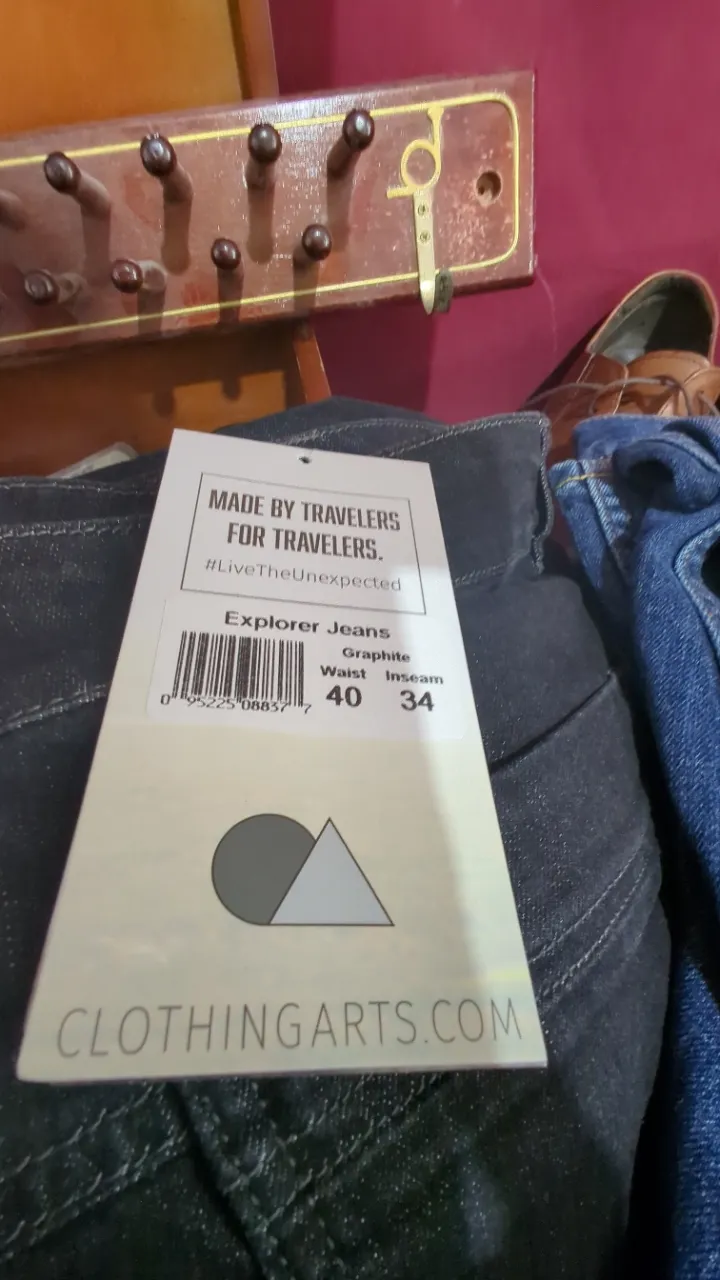 MADE BY TRAVELERS
FOR TRAVELERS.
#LiveTheUnexpected
Explorer Jeans
Graphite
Waist Inseam
40 34
0 95225 08837 7
CLOTHINGARTS.COM